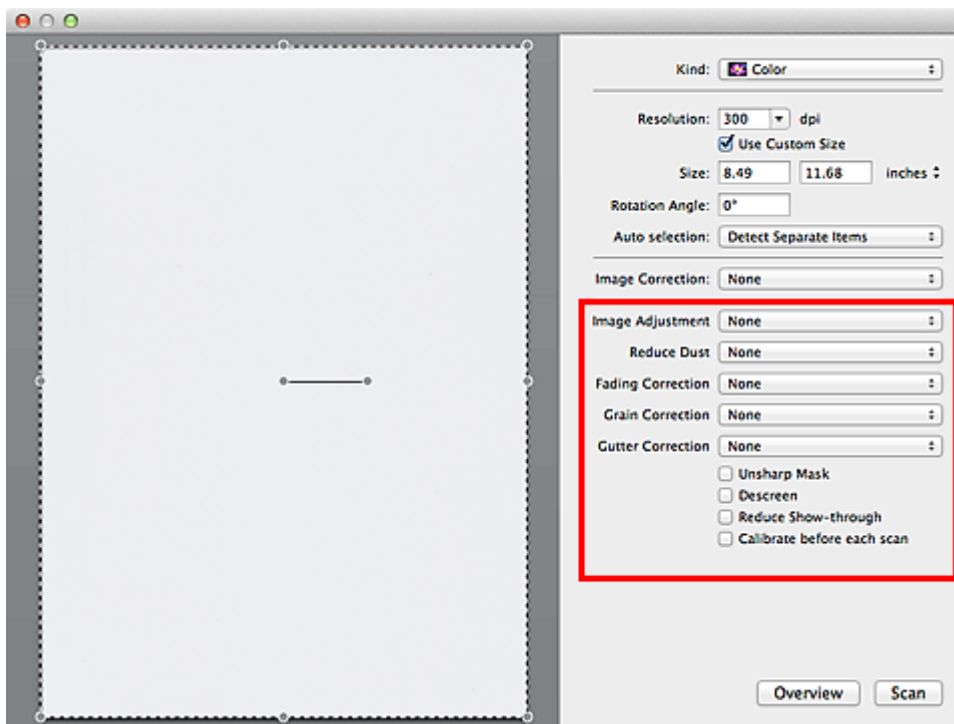 Kind: Color
Resolution: 300 dpi
Use Custom Size
Size: 8.49 11.68 inches
Rotation Angle: 0°
Auto selection: Detect Separate Items
Image Correction: None
Image Adjustment None
Reduce Dust None
Fading Correction None
Grain Correction None
Gutter Correction None
Unsharp Mask
Descreen
Reduce Show-through
Calibrate before each scan
Overview Scan